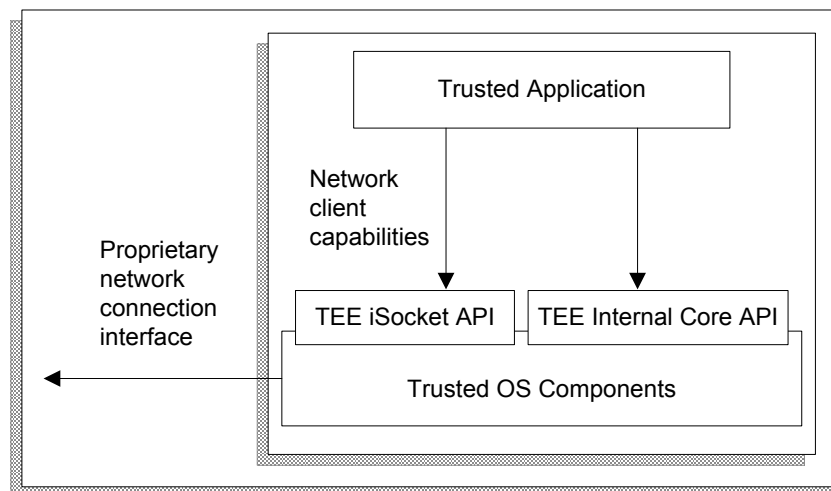 Trusted Application
Network
client
capabilities
Proprietary
network
connection
interface
TEE iSocket API
TEE Internal Core API
Trusted OS Components